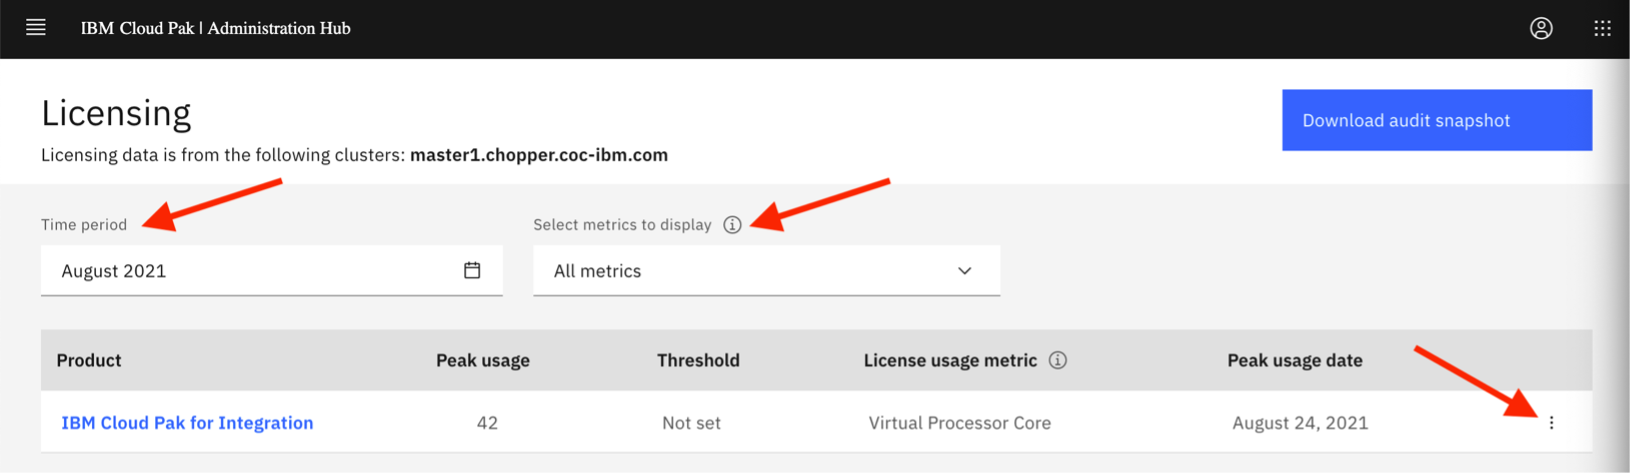 IBM Cloud Pak | Administration Hub
Licensing
Download audit snapshot
Licensing data is from the following clusters: master1.chopper.coc-ibm.com
Time period
Select metrics to display
August 2021
All metrics
Product Peak usage Threshold License usage metric Peak usage date
IBM Cloud Pak for Integration 42 Not set Virtual Processor Core August 24, 2021